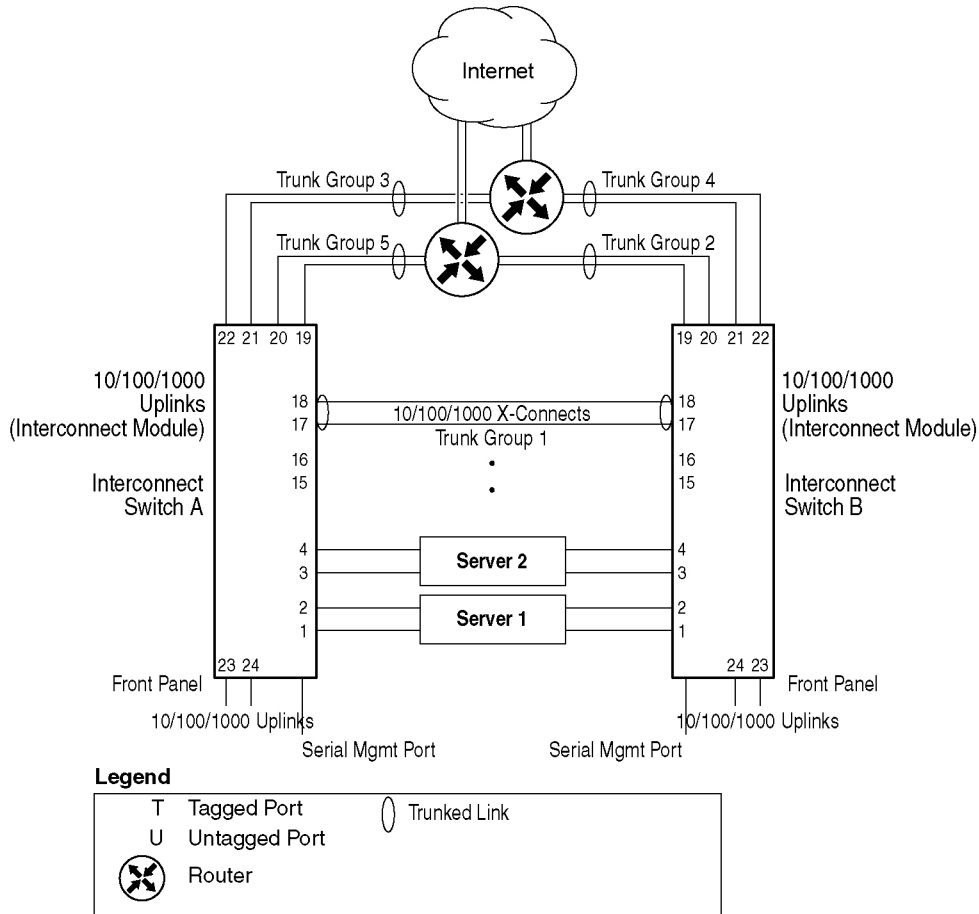 Internet
Trunk Group 3
Trunk Group 4
Trunk Group 5
Trunk Group 2
22 21 20 19
19 20 21 22
10/100/1000
Uplinks
(Interconnect Module)
10/100/1000
Uplinks
(Interconnect Module)
18
10/100/1000 X-Connects
18
17
Trunk Group 1
17
16
16
15
15
Interconnect
Switch A
Interconnect
Switch B
4
Server 2
4
3
3
2
Server 1
2
1
1
23 24
24 23
Front Panel
Front Panel
10/100/1000 Uplinks
10/100/1000 Uplinks
Serial Mgmt Port
Serial Mgmt Port
Legend
T Tagged Port
Trunked Link
U Untagged Port
Router